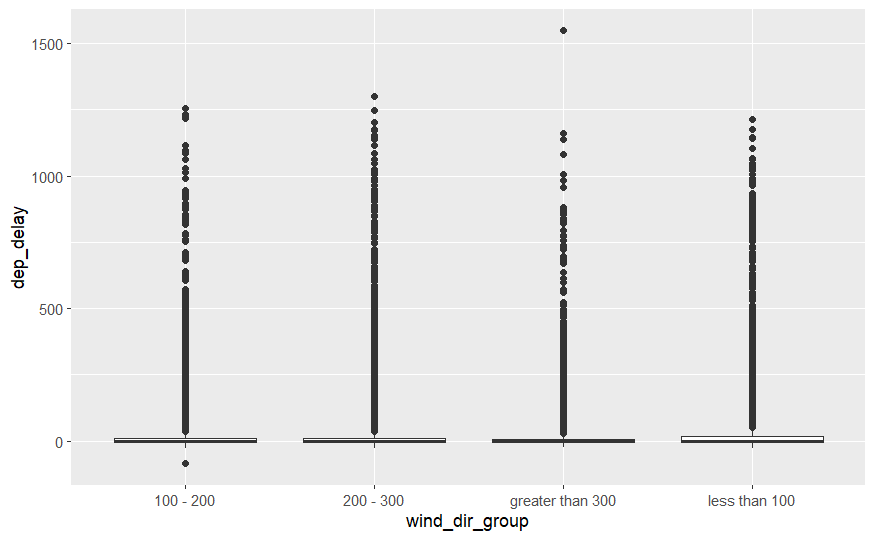 1500
1000
500
0
dep_delay
100 - 200
200 - 300
greater than 300
less than 100
wind_dir_group